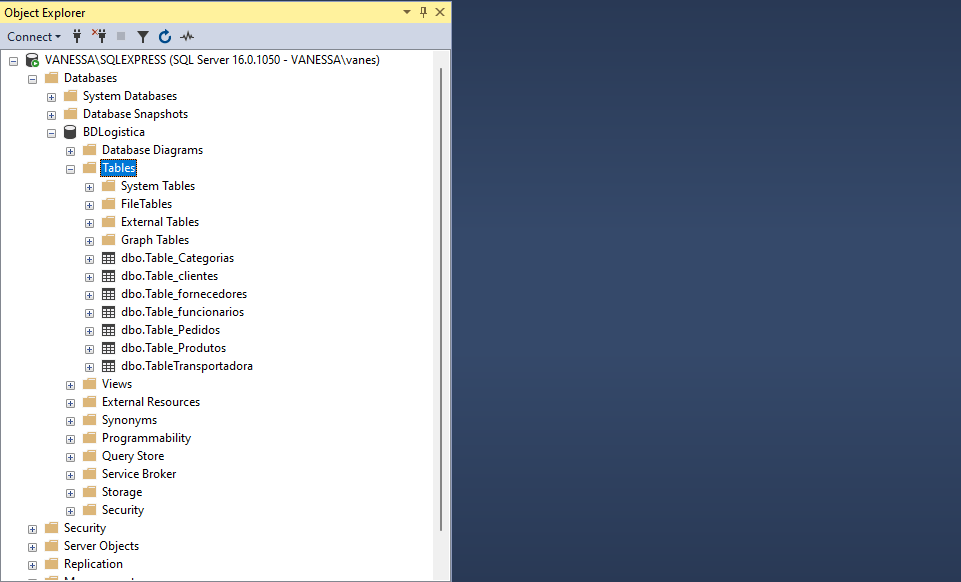 Object Explorer
Connect
VANESSA\SQLEXPRESS (SQL Server 16.0.1050 - VANESSA\vanes)
Databases
System Databases
Database Snapshots
BDLogistica
Database Diagrams
Tables
System Tables
FileTables
External Tables
Graph Tables
dbo.Table_Categorias
dbo.Table_clientes
dbo.Table_fornecedores
dbo.Table_funcionarios
dbo.Table_Pedidos
dbo.Table_Produtos
dbo.TableTransportadora
Views
External Resources
Synonyms
Programmability
Query Store
Service Broker
Storage
Security
Security
Server Objects
Replication